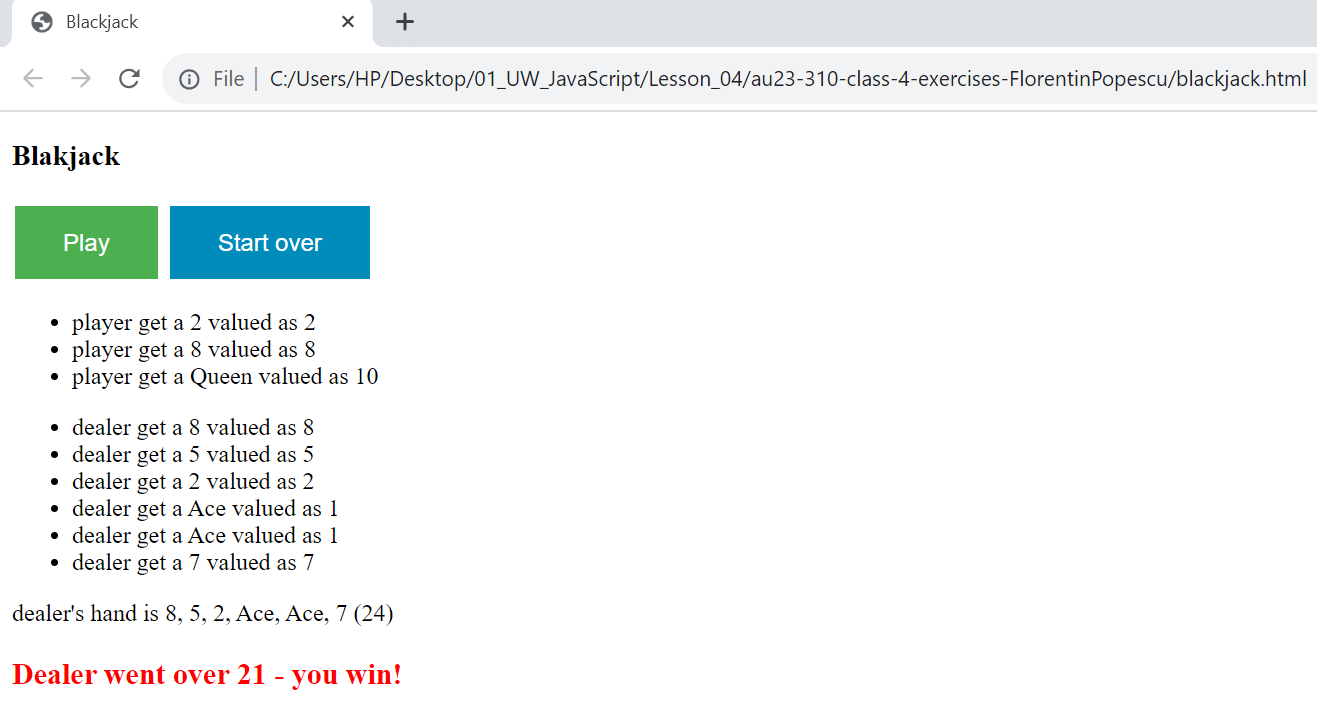 Blackjack
File C:/Users/HP/Desktop/01_UW_JavaScript/Lesson_04/au23-310-class-4-exercises-FlorentinPopescu/blackjack.html
Blakjack
Play Start over
player get a 2 valued as 2
player get a 8 valued as 8
player get a Queen valued as 10
dealer get a 8 valued as 8
dealer get a 5 valued as 5
dealer get a 2 valued as 2
dealer get a Ace valued as 1
dealer get a Ace valued as 1
dealer get a 7 valued as 7
dealer's hand is 8, 5, 2, Ace, Ace, 7 (24)
Dealer went over 21 - you win!